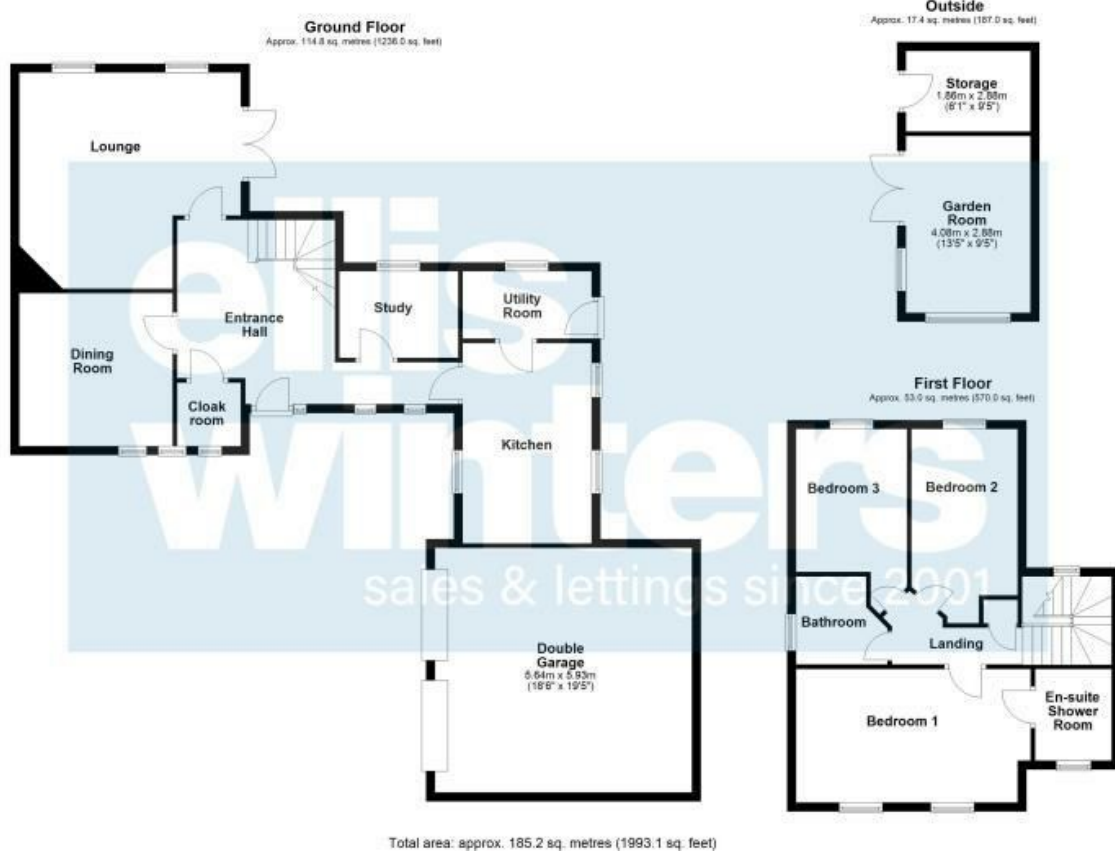 Ground Floor
Approx. 114.8 sq. metres (1236.0 sq. feet)
Lounge
Entrance
Hall
Study
Utility
Room
Dining
Room
Cloak
room
Kitchen
Double
Garage
5.64m x 5.93m
(18'6" x 19'5")
Outside
Approx. 17.4 sq. metres (187.0 sq. feet)
Storage
1.86m x 2.88m
(6'1" x 9'5")
Garden
Room
4.08m x 2.88m
(13'5" x 9'5")
First Floor
Approx. 53.0 sq. metres (570.0 sq. feet)
Bedroom 3
Bedroom 2
Bathroom
Landing
Bedroom 1
En-suite
Shower
Room
ellis
winters
sales & lettings since 2001
Total area: approx. 185.2 sq. metres (1993.1 sq. feet)